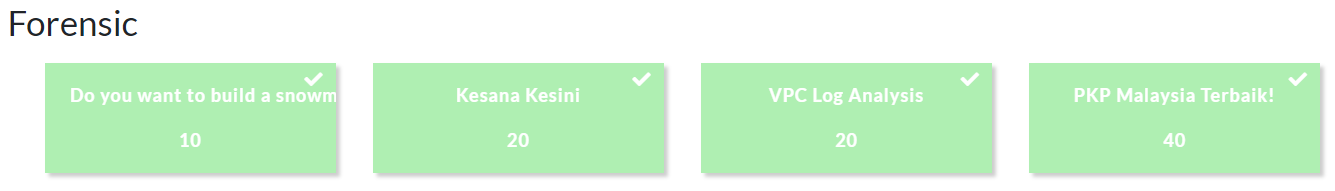 Forensic
Do you want to build a snowm
Kesana Kesini
VPC Log Analysis
PKP Malaysia Terbaik!
10
20
20
40